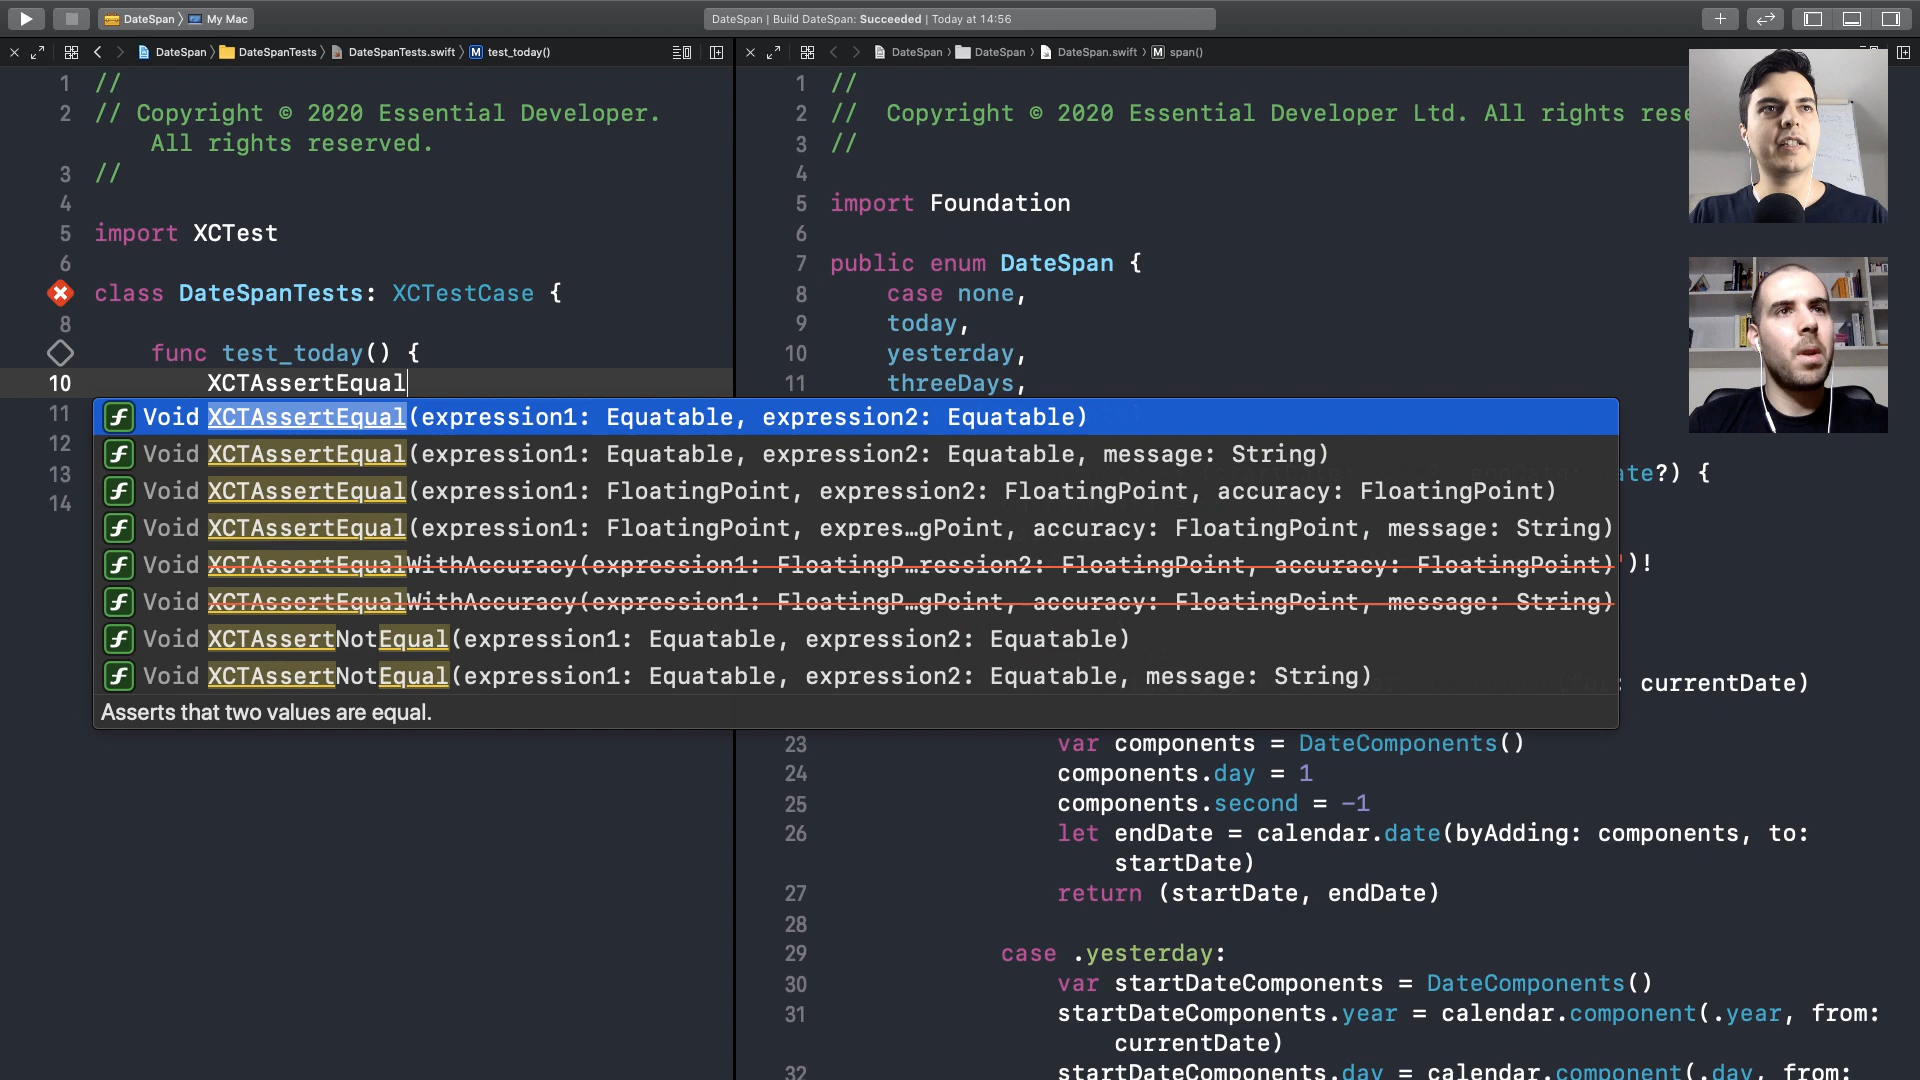 DateSpan 〉 My Mac
DateSpan | Build DateSpan: Succeeded | Today at 14:56
DateSpan 〉 DateSpanTests 〉 DateSpanTests.swift 〉 M test_today()
1 //
2 // Copyright © 2020 Essential Developer.
All rights reserved.
3 //
4
5 import XCTest
6
class DateSpanTests: XCTestCase {
8
func test_today() {
10 XCTAssertEqual
11
12
13
14
Void XCTAssertEqual(expression1: Equatable, expression2: Equatable)
Void XCTAssertEqual(expression1: Equatable, expression2: Equatable, message: String)
Void XCTAssertEqual(expression1: FloatingPoint, expression2: FloatingPoint, accuracy: FloatingPoint)
Void XCTAssertEqual(expression1: FloatingPoint, expres…gPoint, accuracy: FloatingPoint, message: String)
Void XCTAssertEqualWithAccuracy(expression1: FloatingP…ression2: FloatingPoint, accuracy: FloatingPoint)
Void XCTAssertEqualWithAccuracy(expression1: FloatingP…gPoint, accuracy: FloatingPoint, message: String)
Void XCTAssertNotEqual(expression1: Equatable, expression2: Equatable)
Void XCTAssertNotEqual(expression1: Equatable, expression2: Equatable, message: String)
Asserts that two values are equal.
DateSpan 〉 DateSpan 〉 DateSpan.swift 〉 M span()
1 //
2 // Copyright © 2020 Essential Developer Ltd. All rights rese
3 //
4
5 import Foundation
6
7 public enum DateSpan {
8 case none,
9 today,
10 yesterday,
11 threeDays,
ate?) {
')!
: currentDate)
23 var components = DateComponents()
24 components.day = 1
25 components.second = -1
26 let endDate = calendar.date(byAdding: components, to:
startDate)
27 return (startDate, endDate)
28
29 case .yesterday:
30 var startDateComponents = DateComponents()
31 startDateComponents.year = calendar.component(.year, from:
currentDate)
32 startDateComponents.day = calendar.component(.day, from: